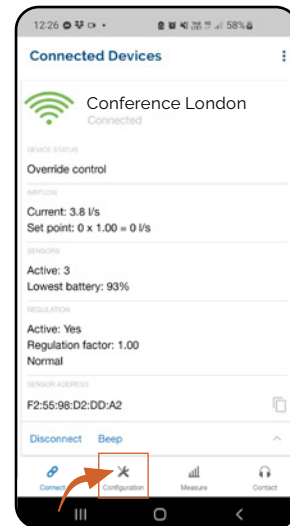 12:26
58%
Connected Devices
Conference London
Connected
DEVICE STATUS
Override control
AIRFLOW
Current: 3.8 l/s
Set point: 0 x 1.00 = 0 l/s
SENSORS
Active: 3
Lowest battery: 93%
REGULATION
Active: Yes
Regulation factor: 1.00
Normal
SENSOR ADDRESS
F2:55:98:D2:DD:A2
Disconnect Beep
Connect Configuration Measure Contact